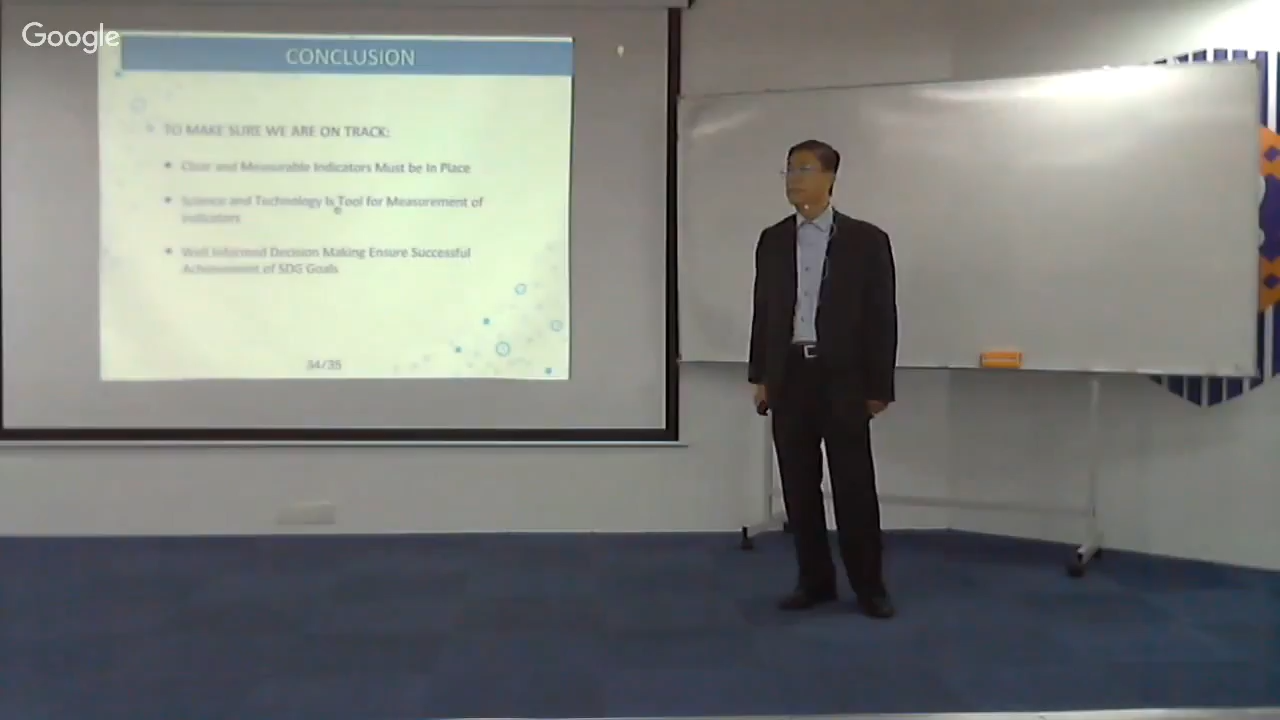 Google
CONCLUSION
TO MAKE SURE WE ARE ON TRACK:
Clear and Measurable Indicators Must be In Place
Science and Technology Is Tool for Measurement of
Indicators
Well Informed Decision Making Ensure Successful
Achievement of SDG Goals
34/35